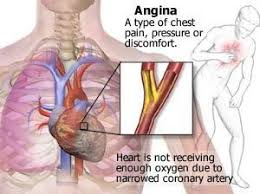 Angina
A type of chest
pain, pressure or
discomfort.
Heart is not receiving
enough oxygen due to
narrowed coronary artery